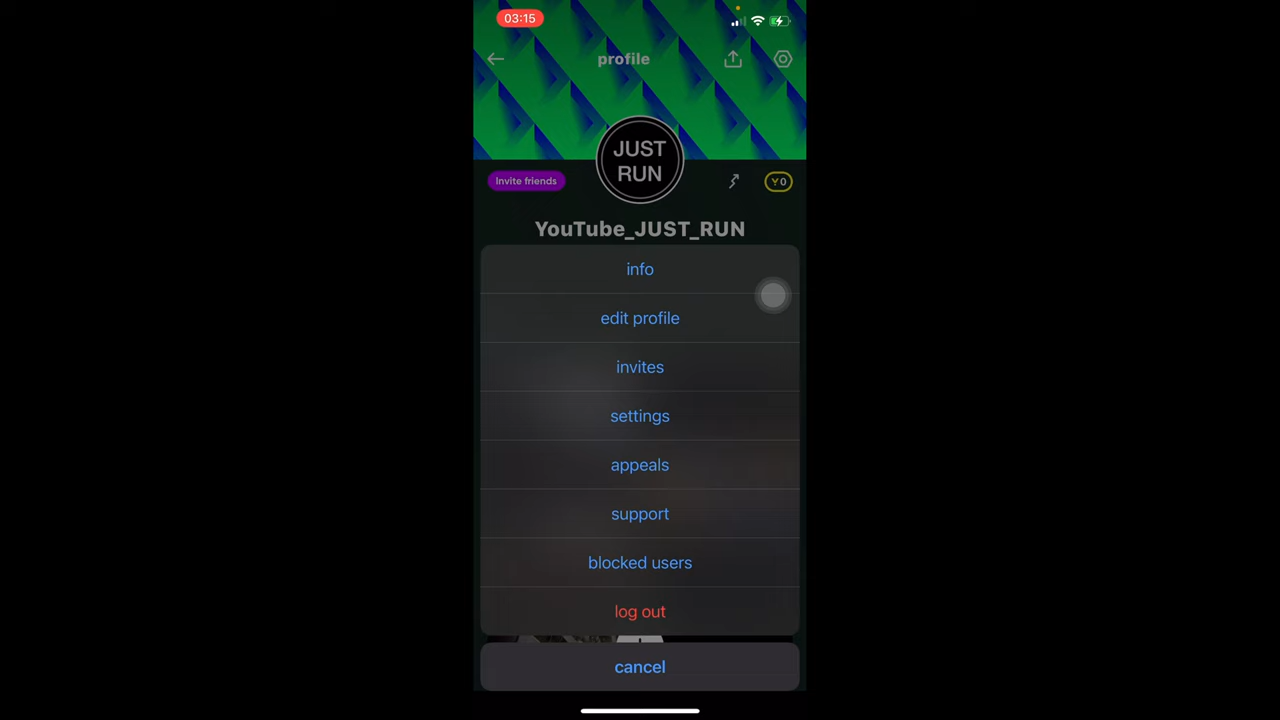 03:15
profile
JUST
RUN
Invite friends
Y0
YouTube_JUST_RUN
info
edit profile
invites
settings
appeals
support
blocked users
log out
cancel